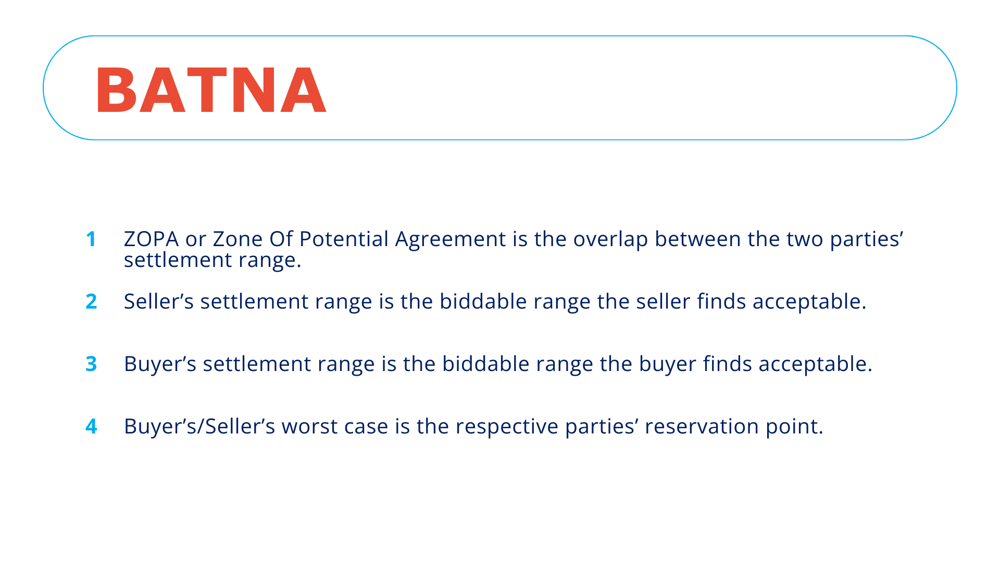 BATNA
1 ZOPA or Zone Of Potential Agreement is the overlap between the two parties’
settlement range.
2 Seller’s settlement range is the biddable range the seller finds acceptable.
3 Buyer’s settlement range is the biddable range the buyer finds acceptable.
4 Buyer’s/Seller’s worst case is the respective parties’ reservation point.